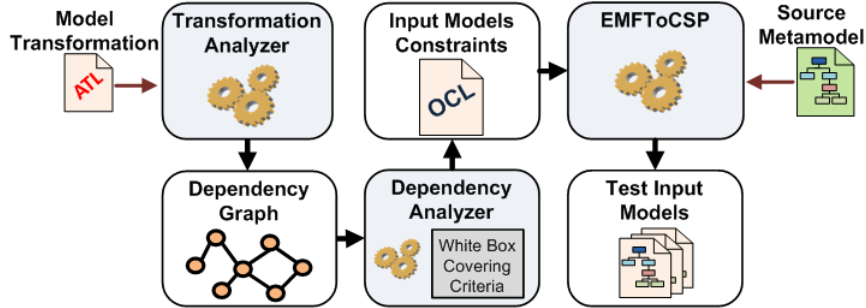 Model
Transformation
ATL
Transformation
Analyzer
Input Models
Constraints
OCL
EMFToCSP
Source
Metamodel
Dependency
Graph
Dependency
Analyzer
White Box
Covering
Criteria
Test Input
Models